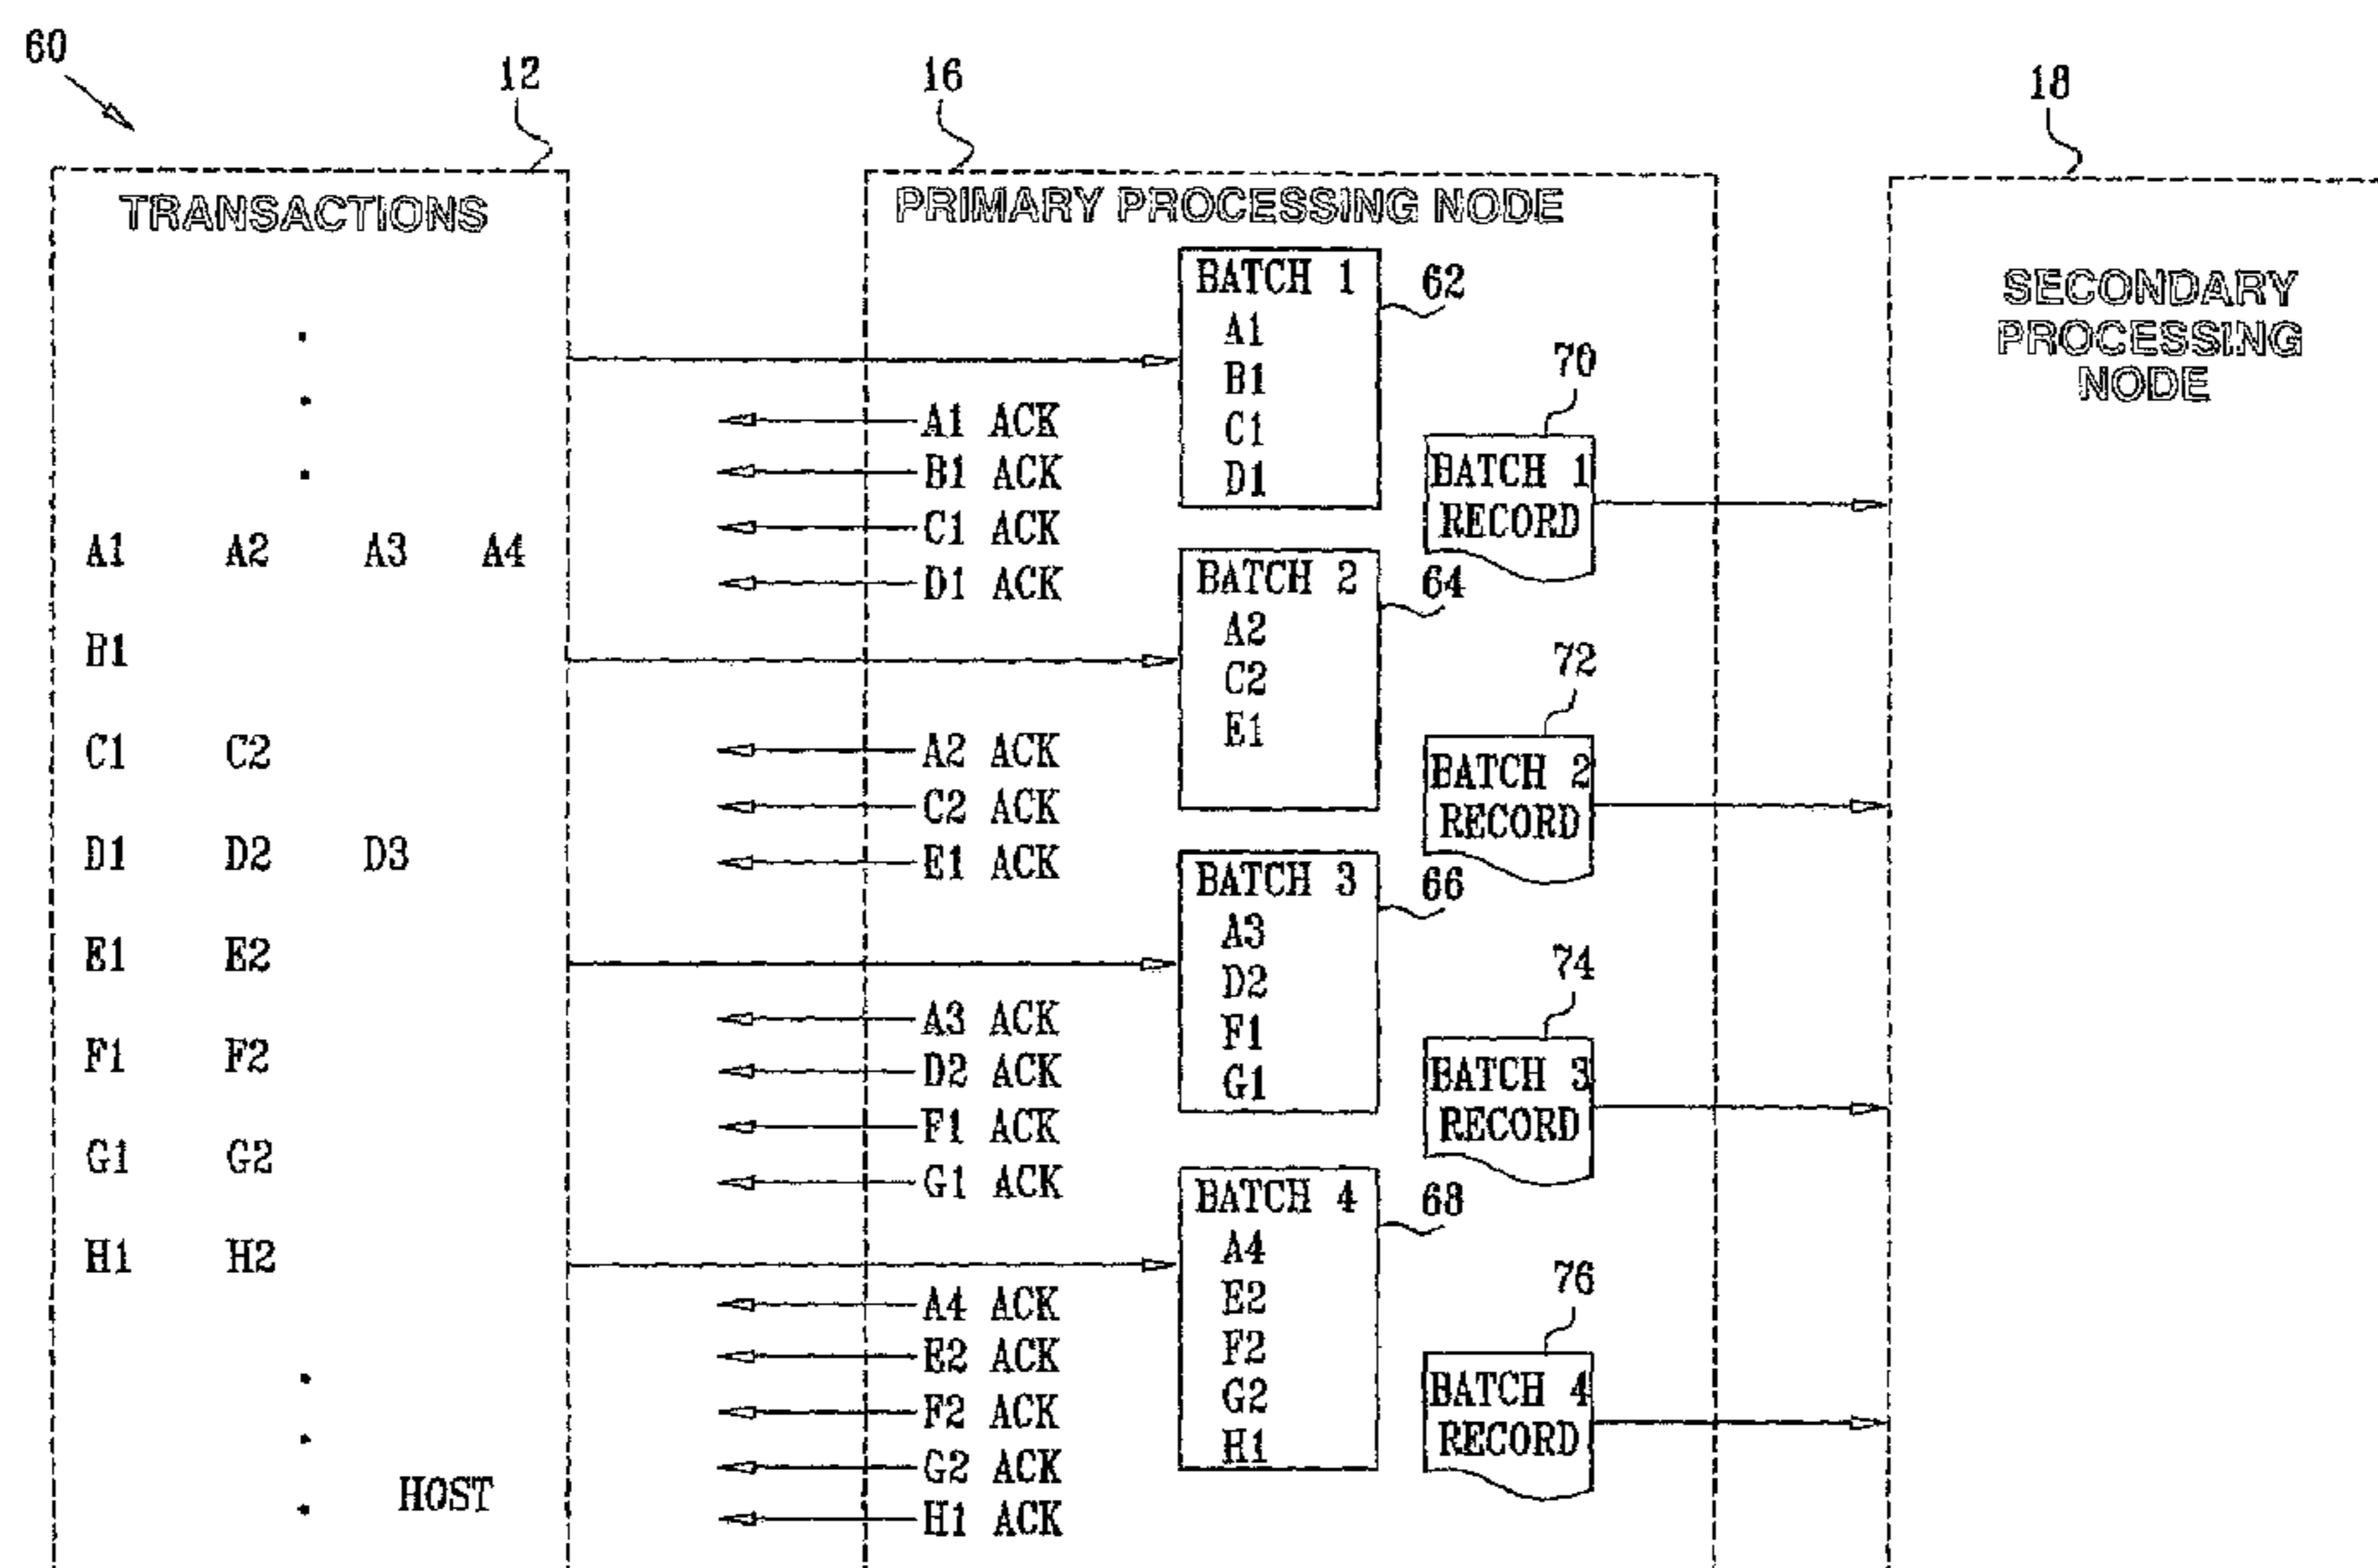 60
12
16
18
TRANSACTIONS
A1 A2 A3 A4
B1
C1 C2
D1 D2 D3
E1 E2
F1 F2
G1 G2
H1 H2
HOST
PRIMARY PROCESSING NODE
A1 ACK
B1 ACK
C1 ACK
D1 ACK
A2 ACK
C2 ACK
E1 ACK
A3 ACK
D2 ACK
F1 ACK
G1 ACK
A4 ACK
E2 ACK
F2 ACK
G2 ACK
H1 ACK
BATCH 1
A1
B1
C1
D1
62
BATCH 2
A2
C2
E1
64
BATCH 3
A3
D2
F1
G1
66
BATCH 4
A4
E2
F2
G2
H1
68
70
BATCH 1
RECORD
72
BATCH 2
RECORD
74
BATCH 3
RECORD
76
BATCH 4
RECORD
SECONDARY
PROCESSING
NODE